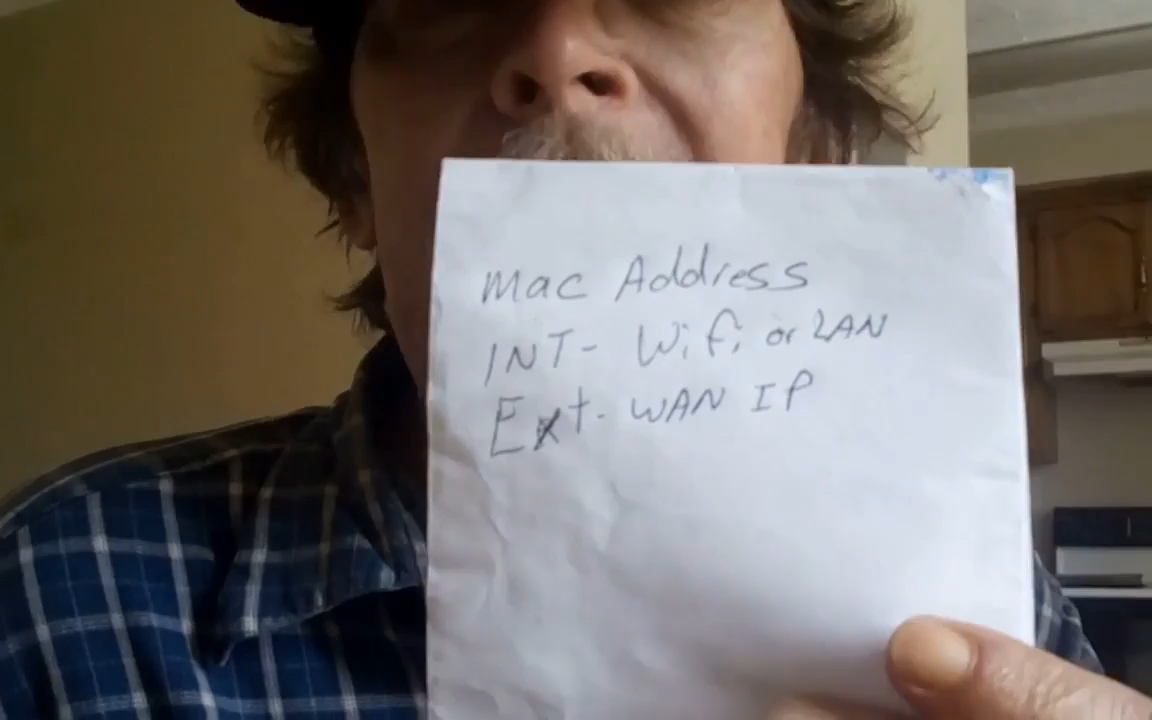 Mac Address
INT- Wifi or LAN
Ext- WAN IP